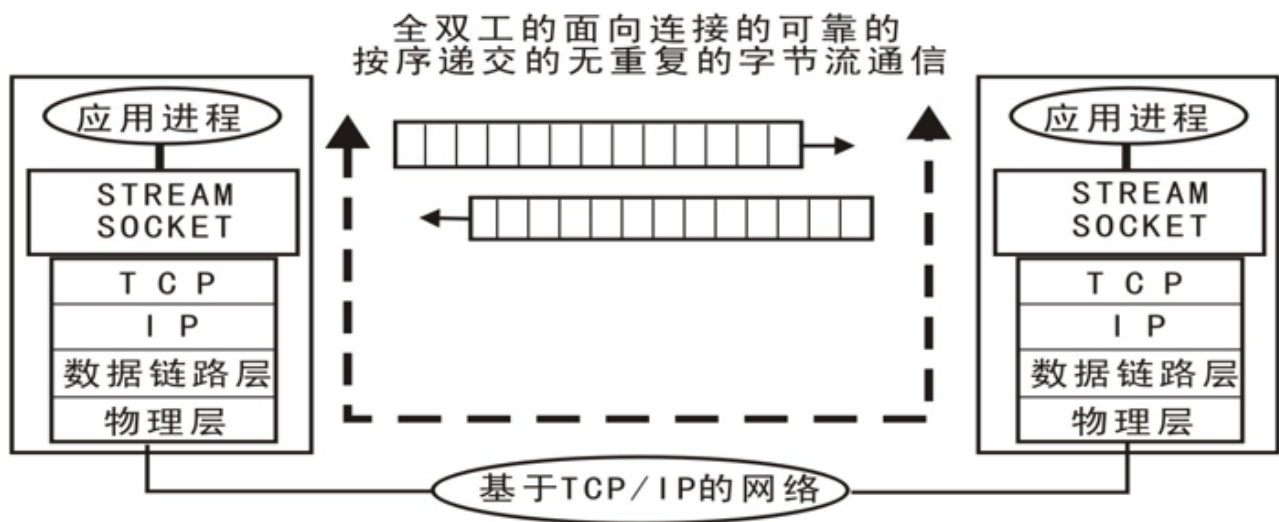 全双工的面向连接的可靠的
按序递交的无重复的字节流通信
应用进程
STREAM
SOCKET
TCP
IP
数据链路层
物理层
应用进程
STREAM
SOCKET
TCP
IP
数据链路层
物理层
基于TCP/IP的网络